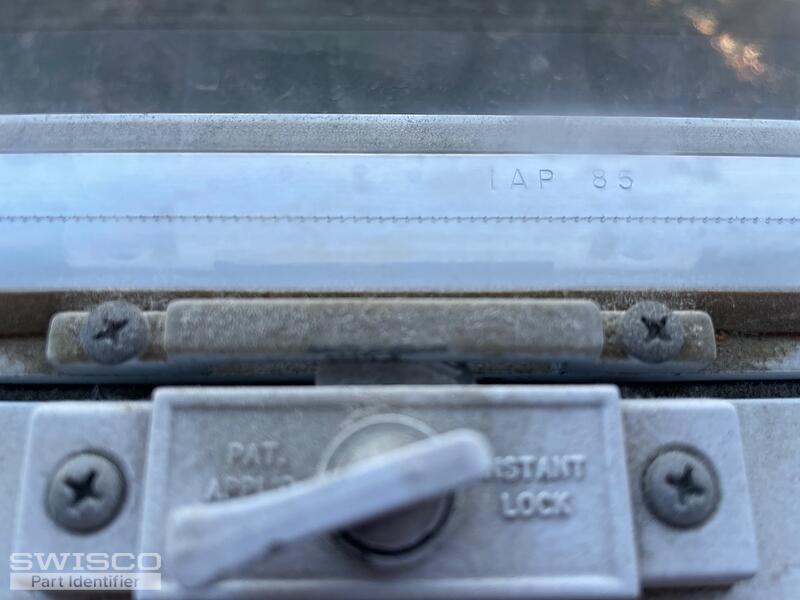 IAP 85
PAT.
INSTANT
LOCK
SWISCO
Part Identifier